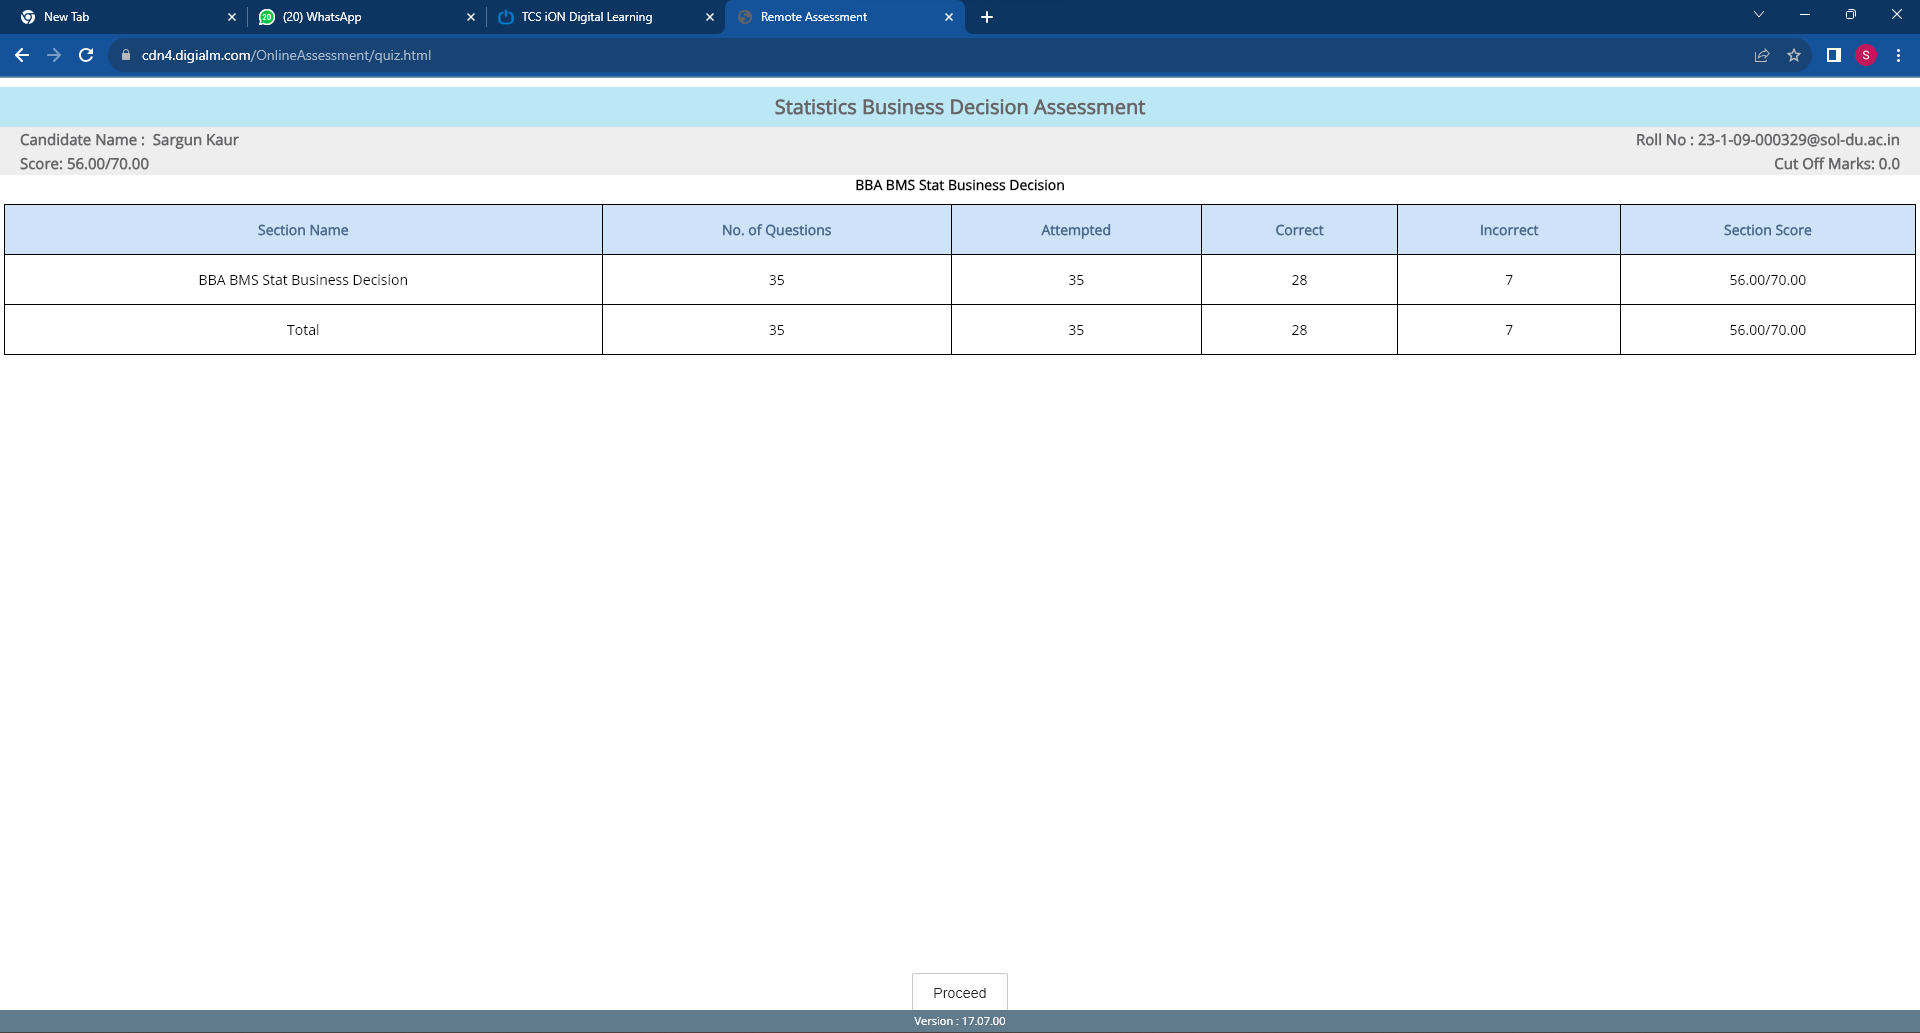 New Tab
(20) WhatsApp
TCS iON Digital Learning
Remote Assessment
cdn4.digialm.com/OnlineAssessment/quiz.html
S
Statistics Business Decision Assessment
Candidate Name : Sargun Kaur
Roll No : 23-1-09-000329@sol-du.ac.in
Score: 56.00/70.00
Cut Off Marks: 0.0
BBA BMS Stat Business Decision
Section Name No. of Questions Attempted Correct Incorrect Section Score
BBA BMS Stat Business Decision 35 35 28 7 56.00/70.00
Total 35 35 28 7 56.00/70.00
Proceed
Version : 17.07.00